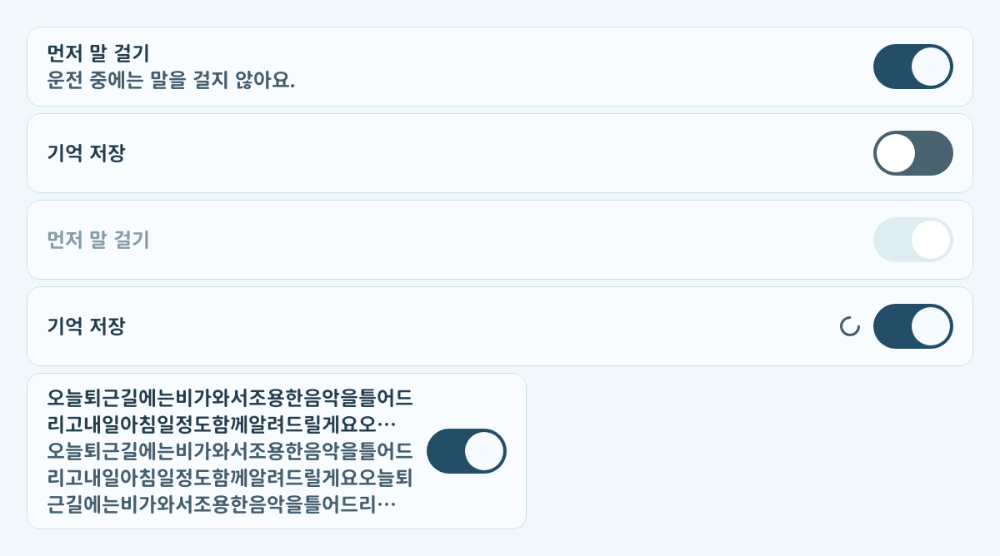 먼저 말 걸기
운전 중에는 말을 걸지 않아요.
기억 저장
먼저 말 걸기
기억 저장
오늘퇴근길에는비가와서조용한음악을틀어드
리고내일아침일정도함께알려드릴게요오…
오늘퇴근길에는비가와서조용한음악을틀어드
리고내일아침일정도함께알려드릴게요오늘퇴
근길에는비가와서조용한음악을틀어드리…